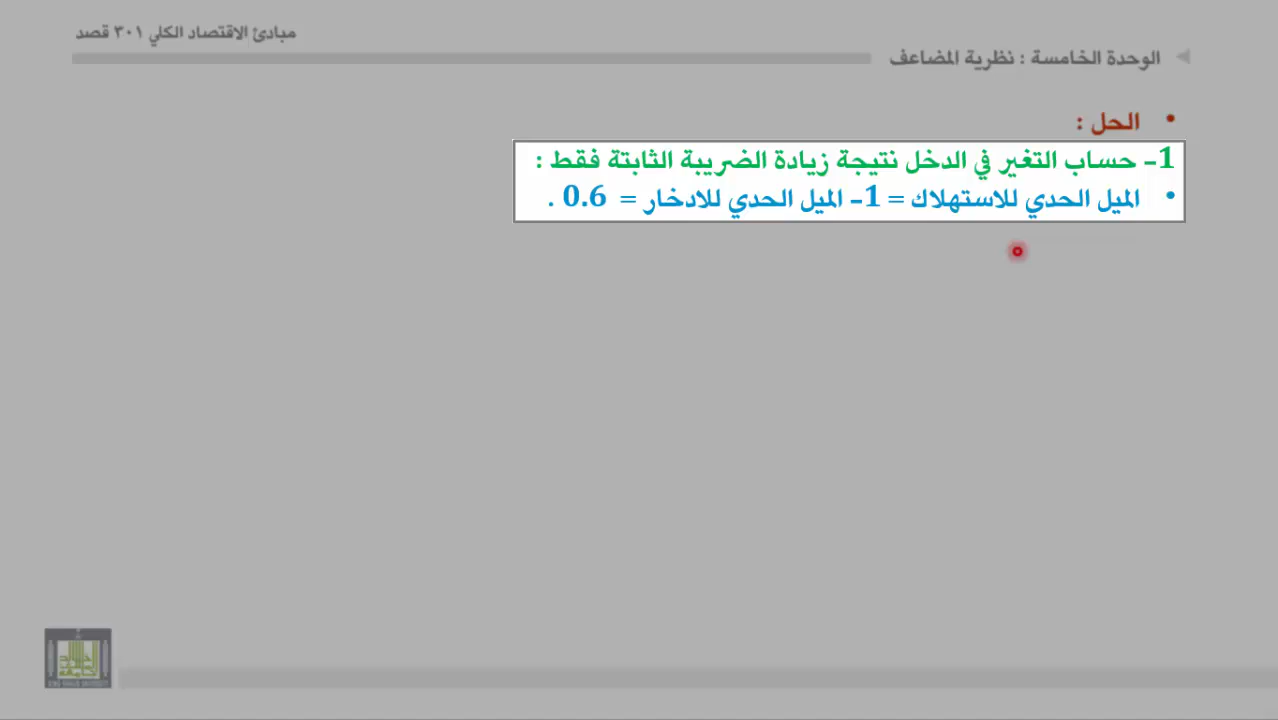 مبادئ الاقتصاد الكلي ٣٠١ قصد
الوحدة الخامسة : نظرية المضاعف
• الحل :
1- حساب التغير في الدخل نتيجة زيادة الضريبة الثابتة فقط :
• الميل الحدي للاستهلاك = 1- الميل الحدي للادخار = 0.6 .